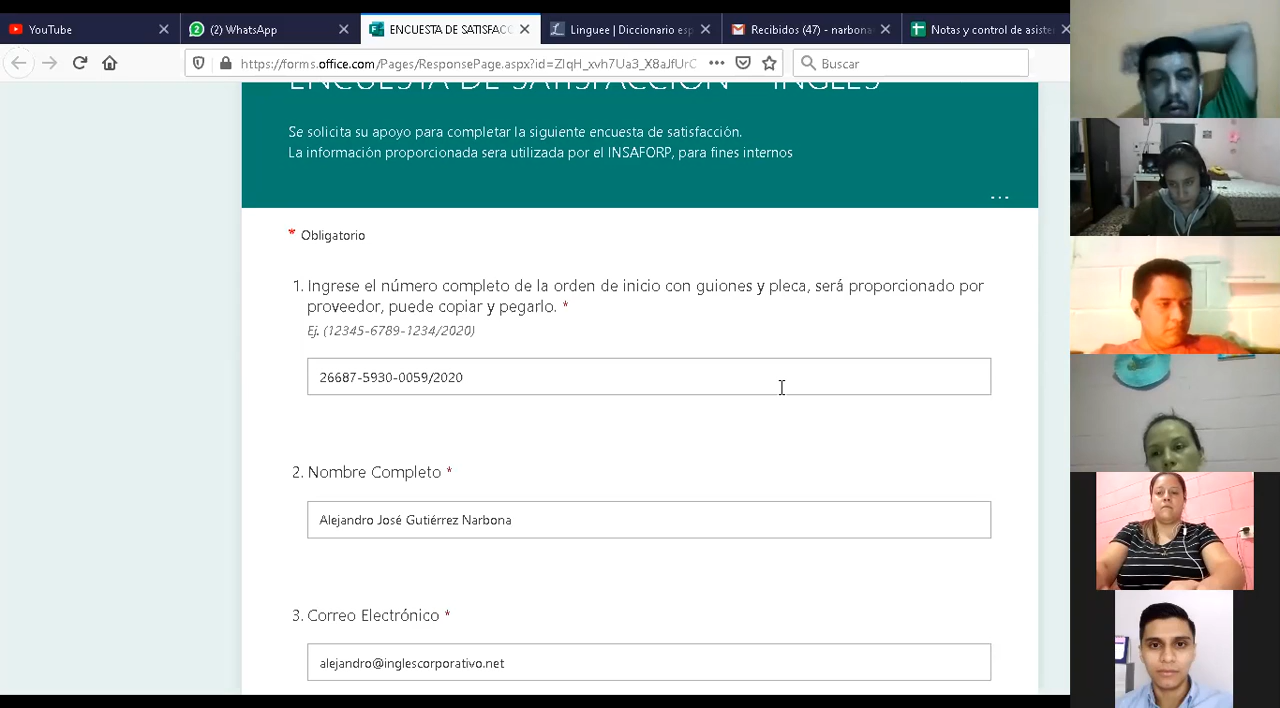 YouTube
(2) WhatsApp
ENCUESTA DE SATISFACC
Linguee | Diccionario esp
Recibidos (47) - narbona
Notas y control de asiste
https://forms.office.com/Pages/ResponsePage.aspx?id=ZIqH_xvh7Ua3_X8aJfUrC
Buscar
ENCUESTA DE SATISFACCIÓN - INGLÉS
Se solicita su apoyo para completar la siguiente encuesta de satisfacción.
La información proporcionada sera utilizada por el INSAFORP, para fines internos
...
* Obligatorio
1. Ingrese el número completo de la orden de inicio con guiones y pleca, será proporcionado por
proveedor, puede copiar y pegarlo. *
Ej. (12345-6789-1234/2020)
26687-5930-0059/2020
2. Nombre Completo *
Alejandro José Gutiérrez Narbona
3. Correo Electrónico *
alejandro@inglescorporativo.net